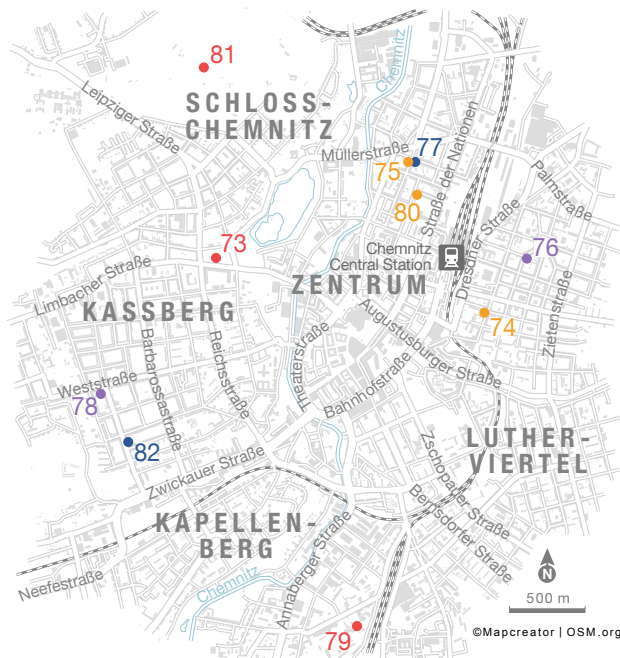 81
SCHLOSS-
CHEMNITZ
Leipziger Straße
Chemnitz
Müllerstraße
77
75
80
Straße der Nationen
Palmstraße
Dresdner Straße
76
73
Chemnitz
Central Station
ZENTRUM
Limbacher Straße
KASSBERG
74
Zietenstraße
Augustusburger Straße
Theaterstraße
Reichsstraße
Barbarossastraße
Bahnhofstraße
Weststraße
78
82
Zwickauer Straße
LUTHER-
VIERTEL
Zschopauer Straße
Bernsdorfer Straße
KAPELLEN-
BERG
Annaberger Straße
Neefestraße
Chemnitz
79
N
500 m
©Mapcreator | OSM.org